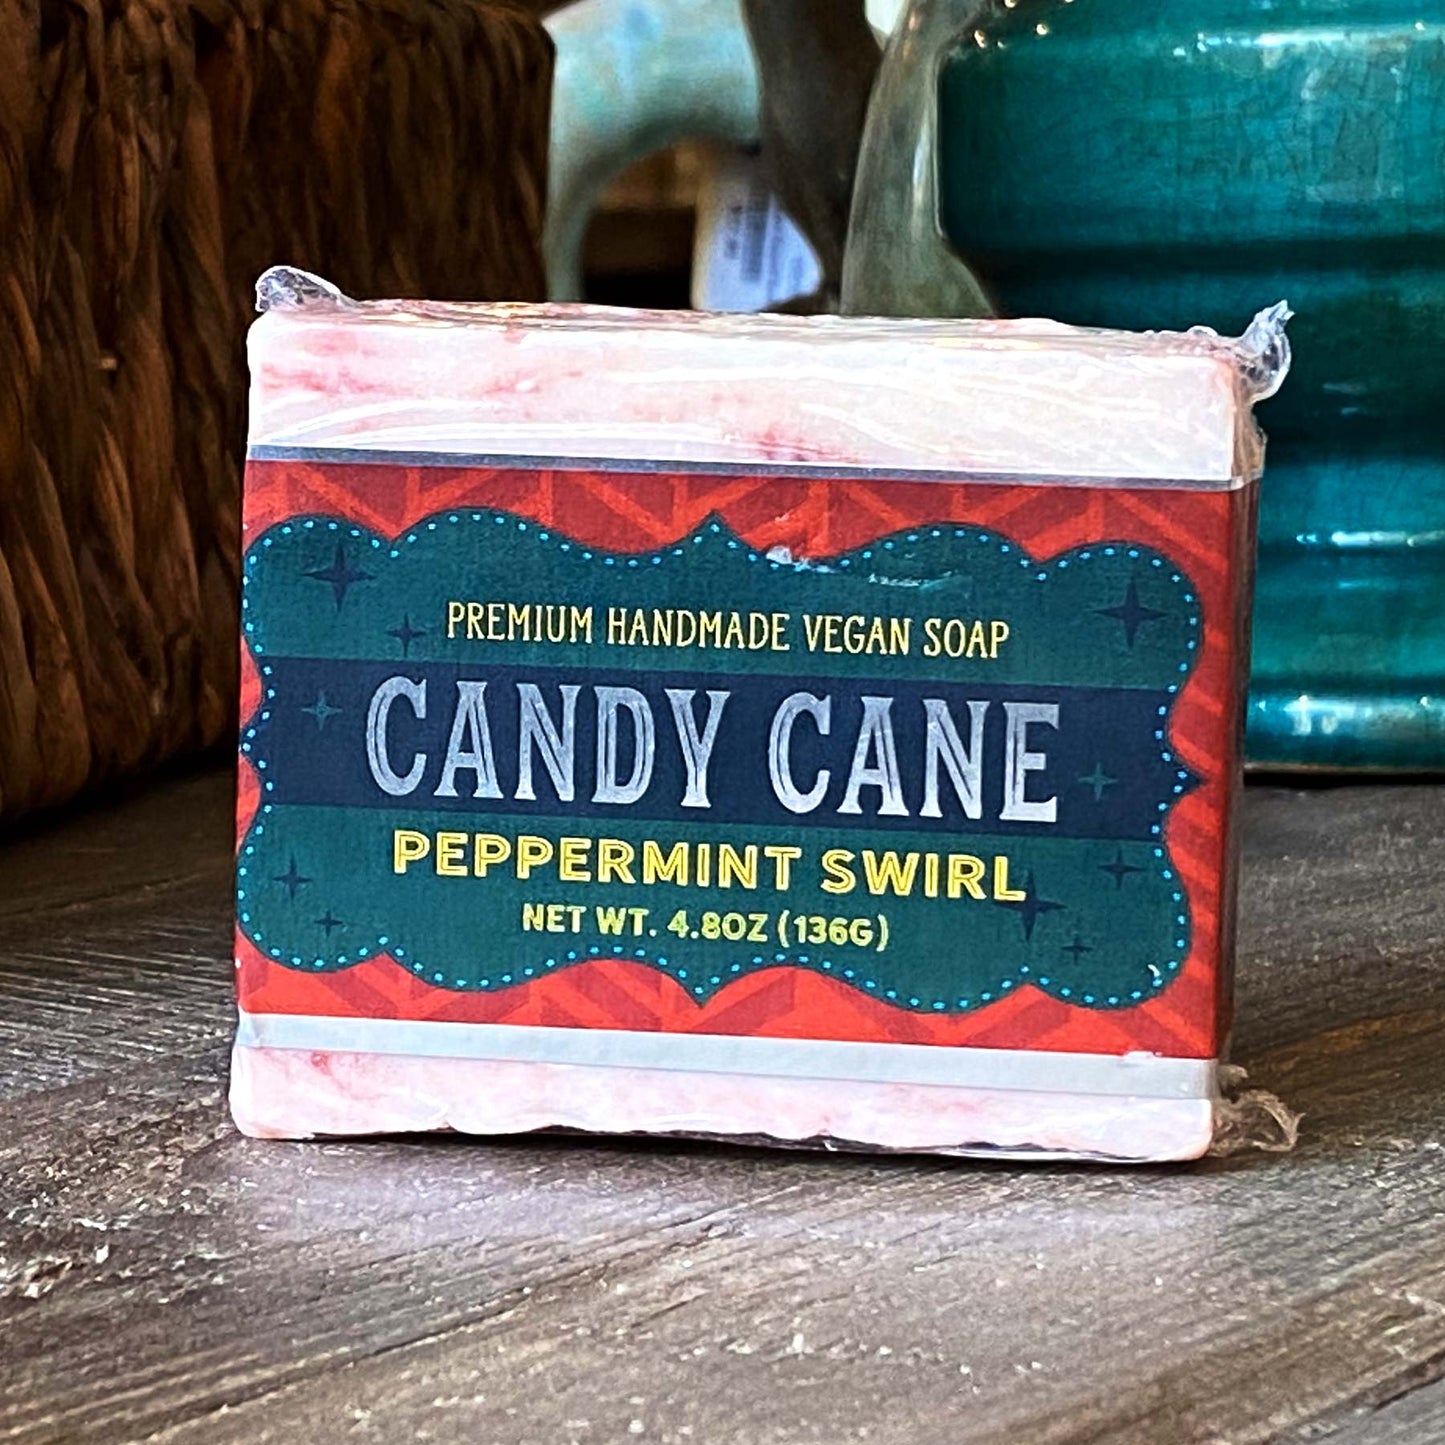 PREMIUM HANDMADE VEGAN SOAP
CANDY CANE
PEPPERMINT SWIRL
NET WT. 4.8OZ (136G)